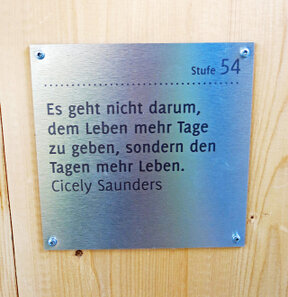 Stufe 54
Es geht nicht darum,
dem Leben mehr Tage
zu geben, sondern den
Tagen mehr Leben.
Cicely Saunders